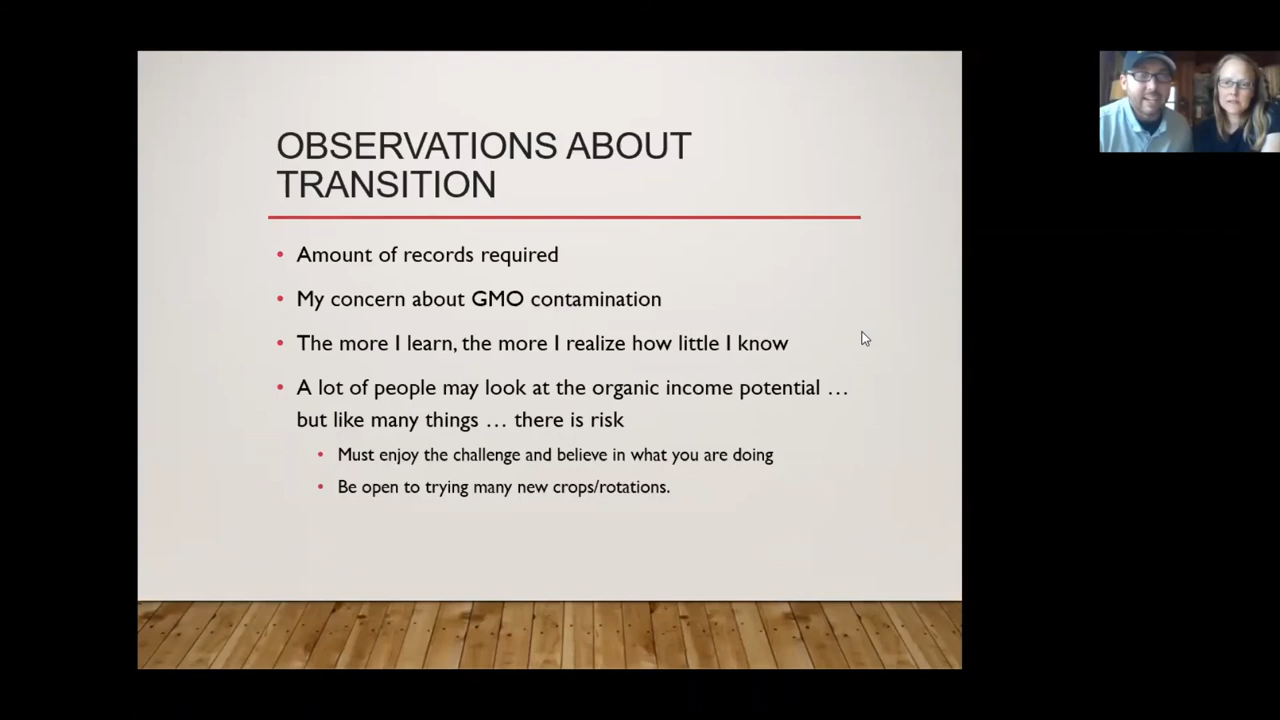 OBSERVATIONS ABOUT
TRANSITION
• Amount of records required
• My concern about GMO contamination
• The more I learn, the more I realize how little I know
• A lot of people may look at the organic income potential …
but like many things … there is risk
• Must enjoy the challenge and believe in what you are doing
• Be open to trying many new crops/rotations.